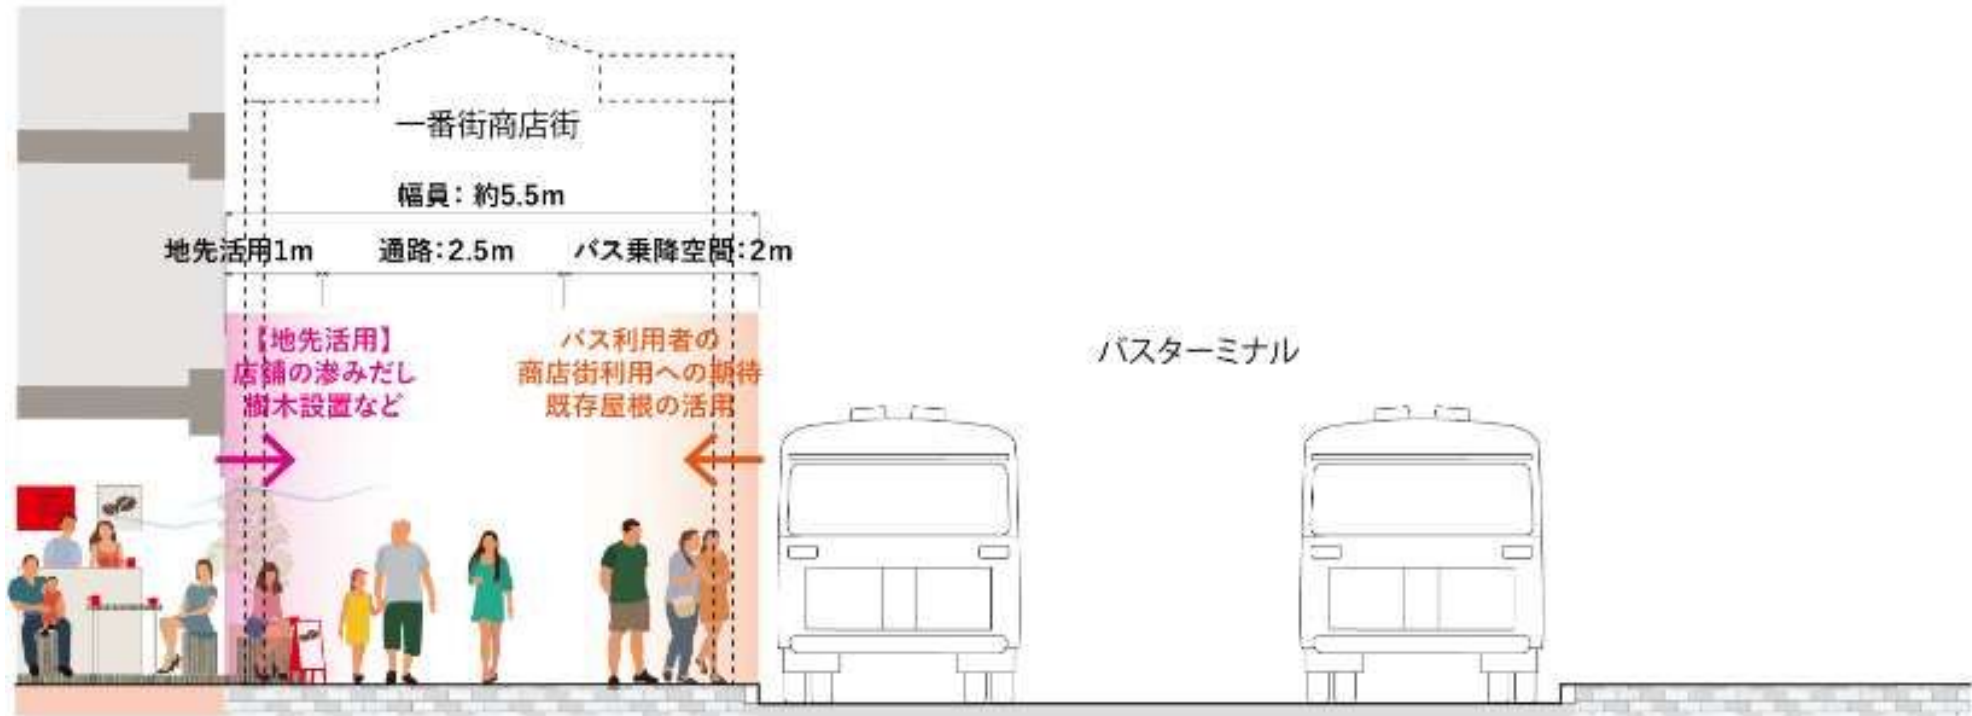 一番街商店街
幅員：約5.5m
地先活用1m
通路：2.5m
バス乗降空間：2m
【地先活用】
店舗の滲みだし
樹木設置など
バス利用者の
商店街利用への期待
既存屋根の活用
バスターミナル